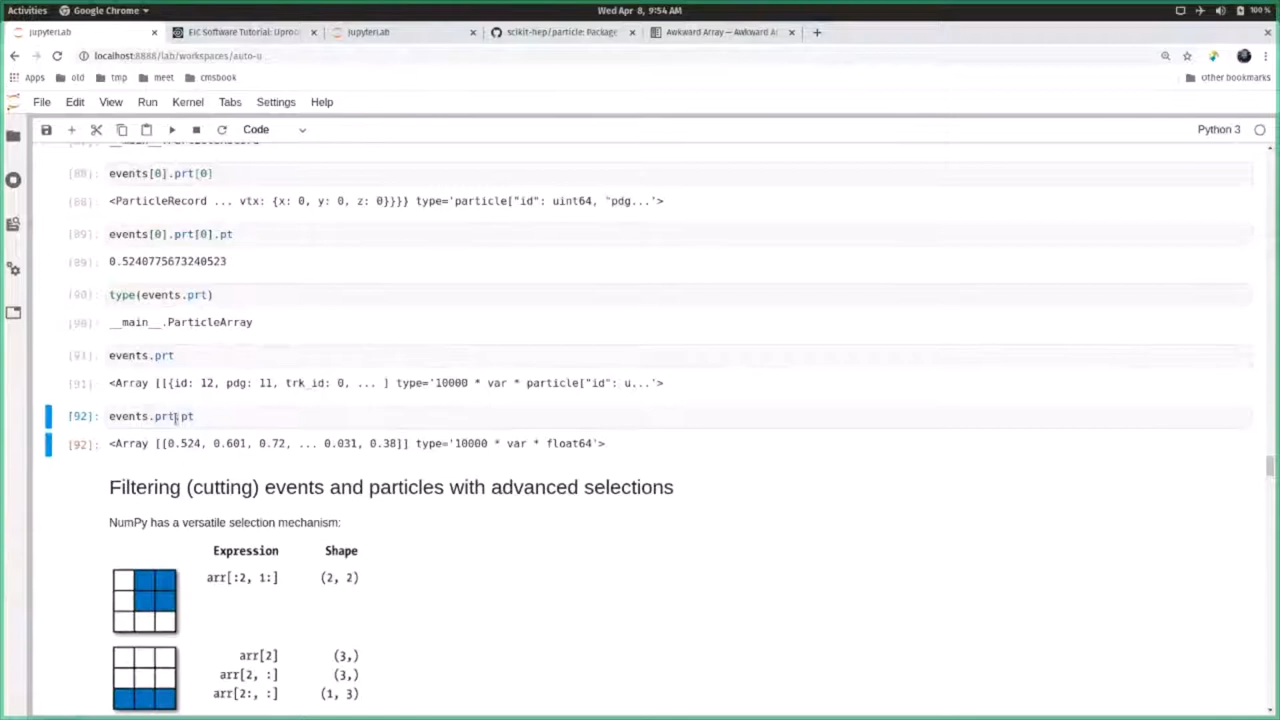 Activities Google Chrome Wed Apr 8, 9:54 AM 100 %
JupyterLab EIC Software Tutorial: Upro JupyterLab scikit-hep/particle: Package Awkward Array — Awkward A
localhost:8888/lab/workspaces/auto-u
Apps old tmp meet cmsbook Other bookmarks
File Edit View Run Kernel Tabs Settings Help
Code Python 3
[88]: events[0].prt[0]
[88]: <ParticleRecord ... vtx: {x: 0, y: 0, z: 0}}}} type='particle["id": uint64, "pdg...'>
[89]: events[0].prt[0].pt
[89]: 0.5240775673240523
[90]: type(events.prt)
[90]: __main__.ParticleArray
[91]: events.prt
[91]: <Array [[{id: 12, pdg: 11, trk_id: 0, ... ] type='10000 * var * particle["id": u...'>
[92]: events.prt.pt
[92]: <Array [[0.524, 0.601, 0.72, ... 0.031, 0.38]] type='10000 * var * float64'>
Filtering (cutting) events and particles with advanced selections
NumPy has a versatile selection mechanism:
Expression Shape
arr[:2, 1:] (2, 2)
arr[2] (3,)
arr[2, :] (3,)
arr[2:, :] (1, 3)